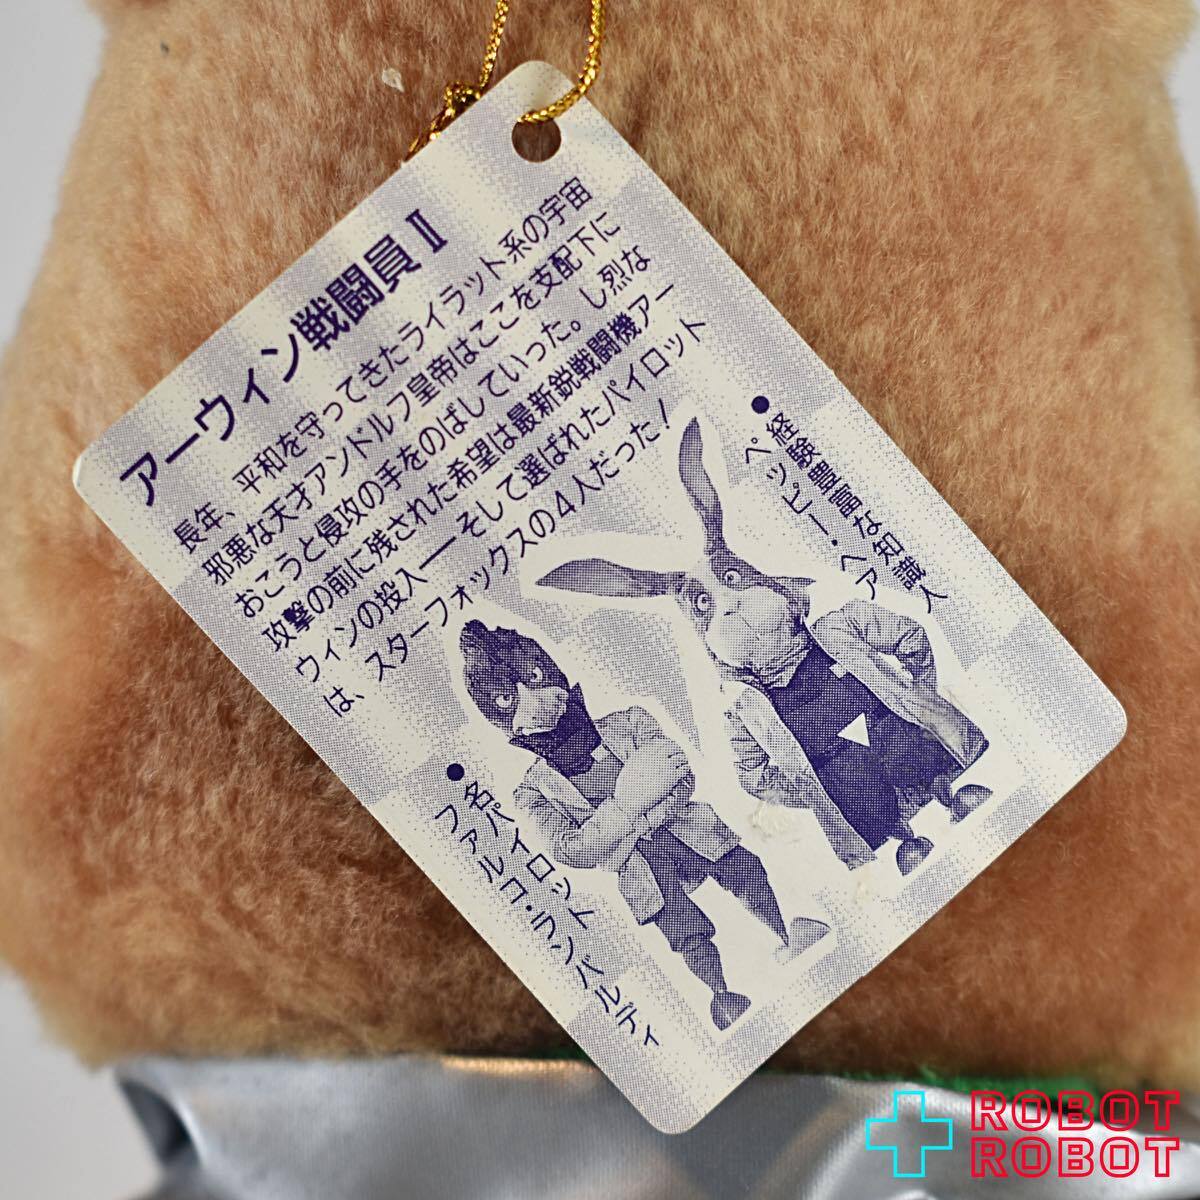 アーウィン戦闘員Ⅱ
長年、平和を守ってきたライラット系の宇宙
邪悪な天才アンドルフ皇帝はここを支配下に
おこうと侵攻の手をのばしていった。し烈な
攻撃の前に残された希望は最新鋭戦闘機アー
ウィンの投入──そして選ばれたパイロット
は、スターフォックスの4人だった!
●経験豊富な知識人
ペッピー・ヘア
●名パイロット
ファルコ・ランバルディ
ROBOT
ROBOT